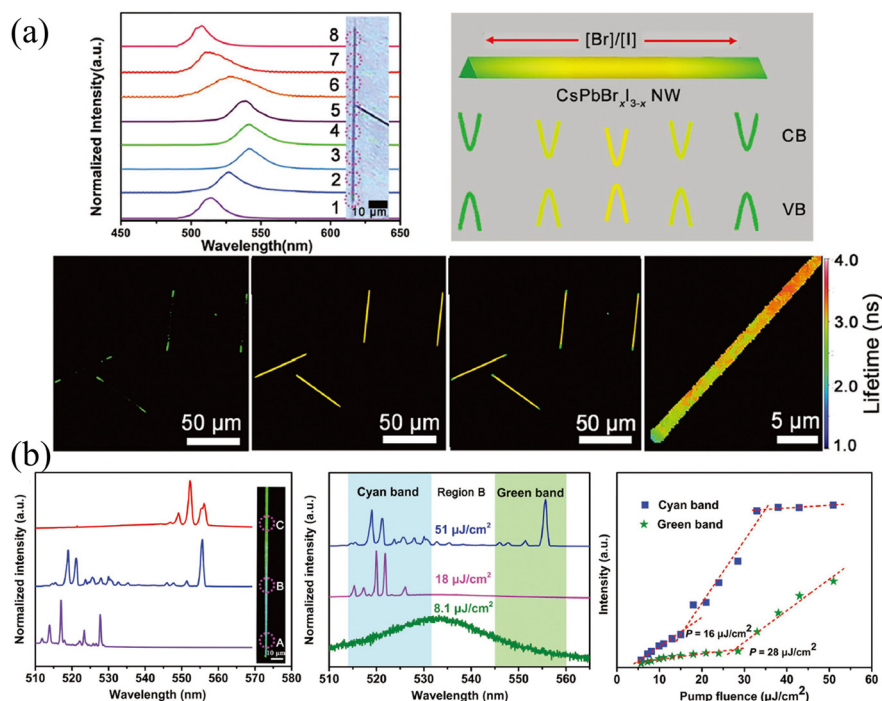 (a)
Normalized Intensity(a.u.)
8
7
6
5
4
3
2
1
10 μm
450 500 550 600 650
Wavelength(nm)
[Br]/[I]
CsPbBrxI3-x NW
CB
VB
50 μm
50 μm
50 μm
5 μm
4.0
3.0
2.0
1.0
Lifetime (ns)
(b)
Normalized intensity (a.u.)
C
B
A
10 μm
510 520 530 540 550 560 570 580
Wavelength (nm)
Normalized intensity (a.u.)
Cyan band Region B Green band
51 μJ/cm²
18 μJ/cm²
8.1 μJ/cm²
510 520 530 540 550 560
Wavelength (nm)
Intensity (a.u.)
Cyan band
Green band
P = 16 μJ/cm²
P = 28 μJ/cm²
0 10 20 30 40 50 60
Pump fluence (μJ/cm²)